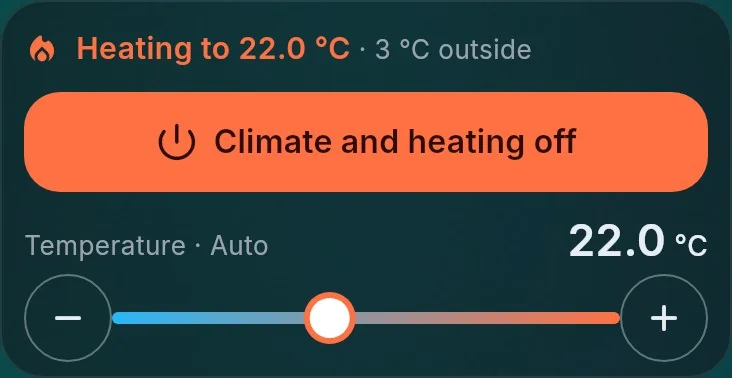 Heating to 22.0 °C · 3 °C outside
Climate and heating off
Temperature · Auto
22.0 °C